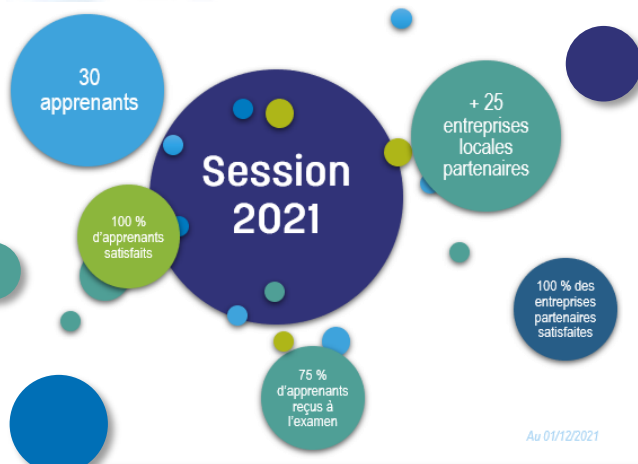 30
apprenants
+ 25
entreprises
locales
partenaires
Session
2021
100 %
d'apprenants
satisfaits
100 % des
entreprises
partenaires
satisfaites
75 %
d'apprenants
reçus à
l'examen
Au 01/12/2021